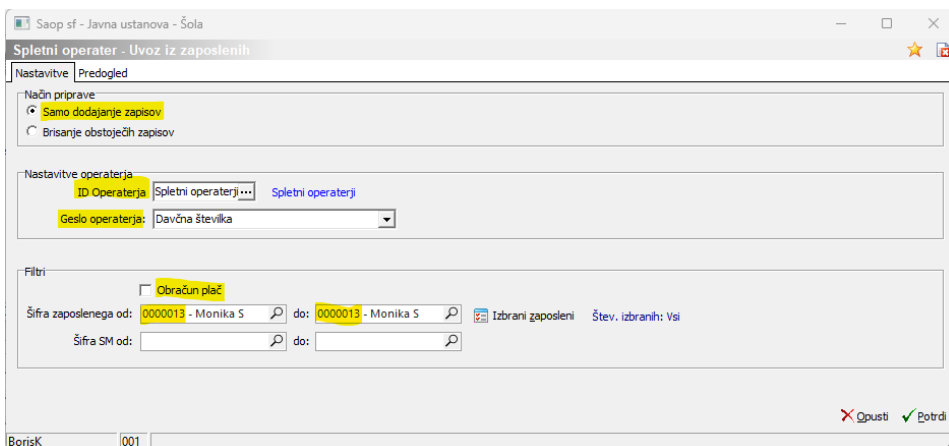 Saop sf - Javna ustanova - Šola
Spletni operater - Uvoz iz zaposlenih
Nastavitve Predogled
Način priprave
Samo dodajanje zapisov
Brisanje obstoječih zapisov
Nastavitve operaterja
ID Operaterja Spletni operaterji... Spletni operaterji
Geslo operaterja: Davčna številka
Filtri
Obračun plač
Šifra zaposlenega od: 0000013 - Monika S do: 0000013 - Monika S Izbrani zaposleni Štev. izbranih: Vsi
Šifra SM od: do:
Opusti Potrdi
BorisK 001